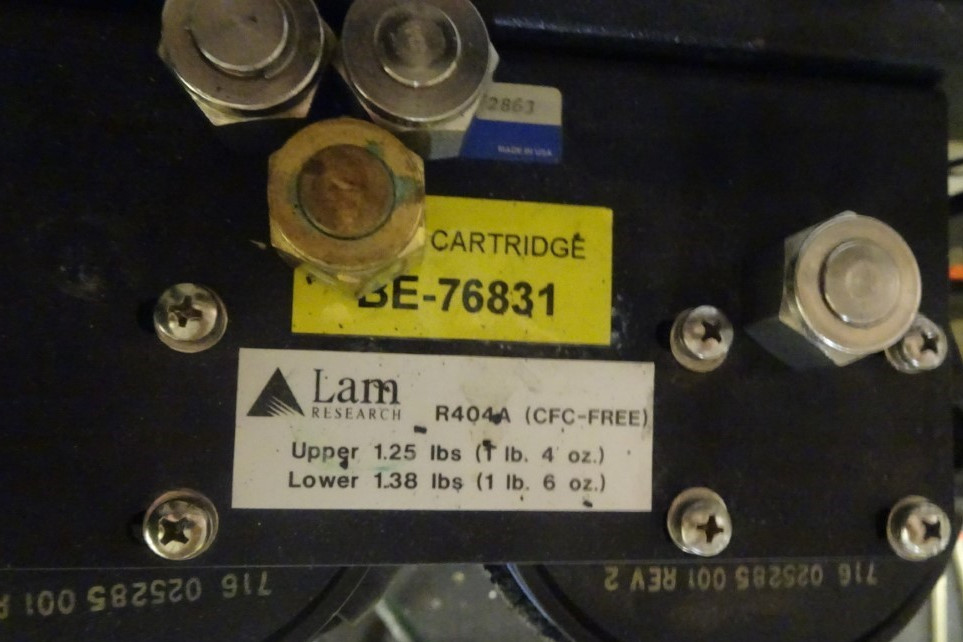 2863
MADE IN USA
CARTRIDGE
BE-76831
Lam
RESEARCH
R404A (CFC-FREE)
Upper 1.25 lbs (1 lb. 4 oz.)
Lower 1.38 lbs (1 lb. 6 oz.)
716 025285 001
716 025285 001 REV 2